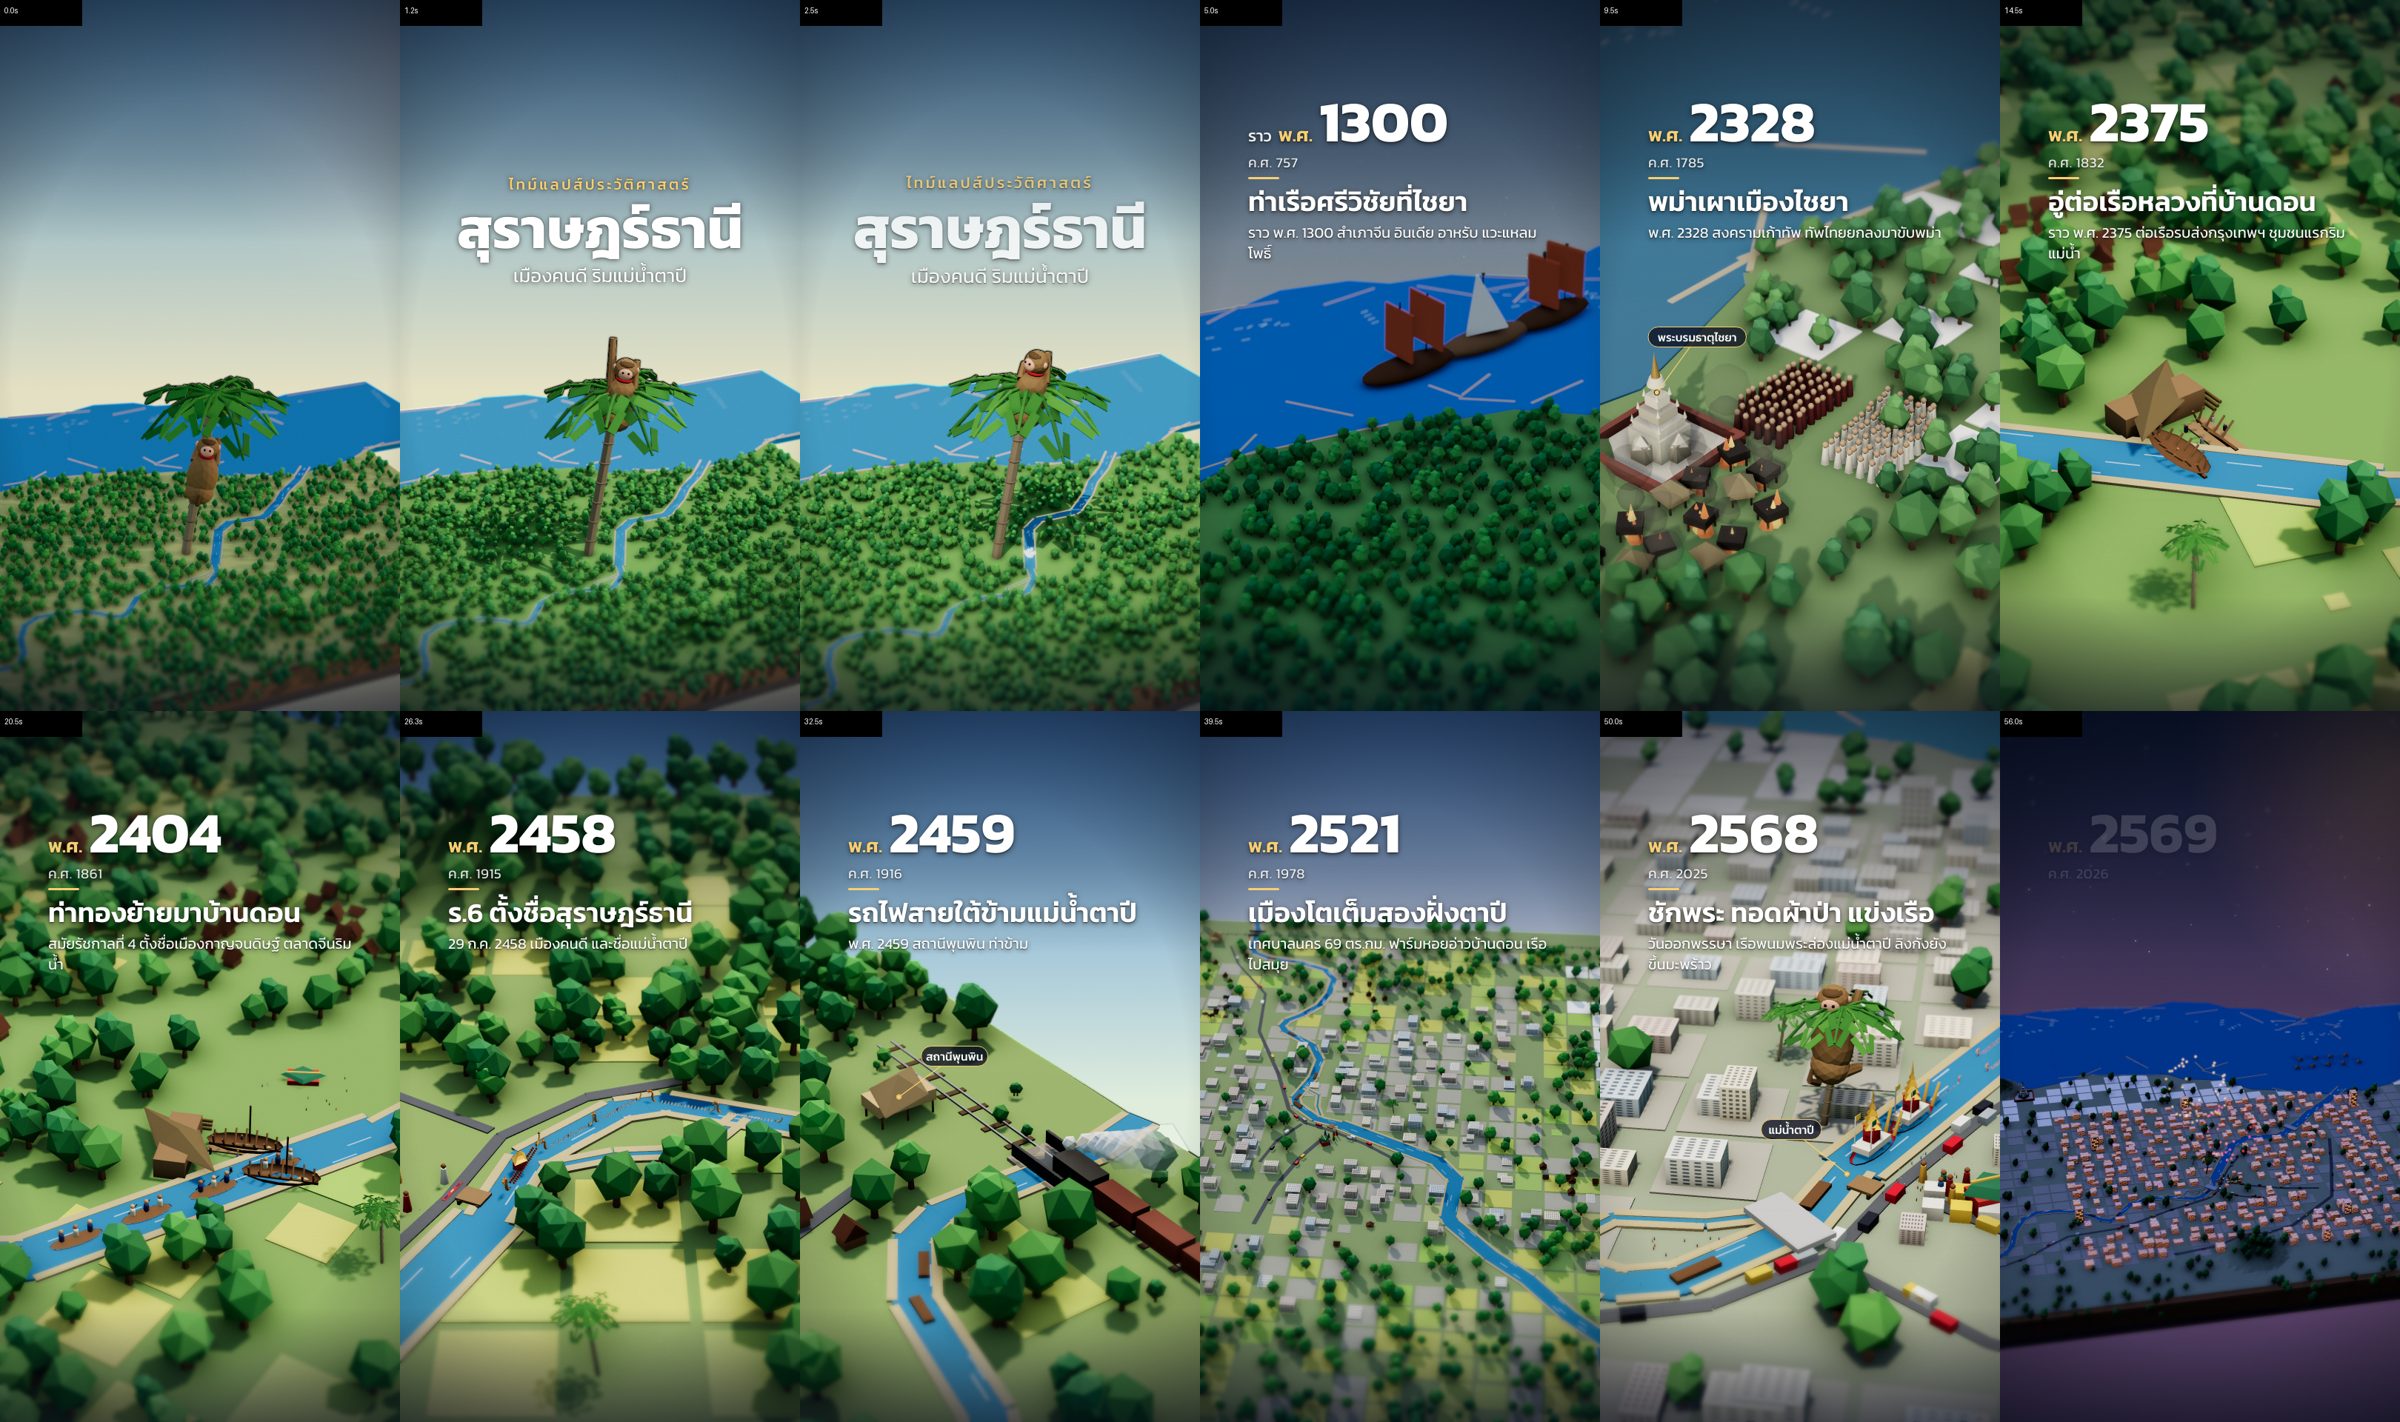 0.0s
1.2s
ไทม์แลปส์ประวัติศาสตร์
สุราษฎร์ธานี
เมืองคนดี ริมแม่น้ำตาปี
2.5s
ไทม์แลปส์ประวัติศาสตร์
สุราษฎร์ธานี
เมืองคนดี ริมแม่น้ำตาปี
5.0s
ราว พ.ศ. 1300
ค.ศ. 757
ท่าเรือศรีวิชัยที่ไชยา
ราว พ.ศ. 1300 สำเภาจีน อินเดีย อาหรับ แวะแหลม
โพธิ์
9.5s
พ.ศ. 2328
ค.ศ. 1785
พม่าเผาเมืองไชยา
พ.ศ. 2328 สงครามเก้าทัพ ทัพไทยยกลงมาขับพม่า
พระบรมธาตุไชยา
14.5s
พ.ศ. 2375
ค.ศ. 1832
อู่ต่อเรือหลวงที่บ้านดอน
ราว พ.ศ. 2375 ต่อเรือรบส่งกรุงเทพฯ ชุมชนแรกริม
แม่น้ำ
20.5s
พ.ศ. 2404
ค.ศ. 1861
ท่าทองย้ายมาบ้านดอน
สมัยรัชกาลที่ 4 ตั้งชื่อเมืองกาญจนดิษฐ์ ตลาดจีนริม
น้ำ
26.3s
พ.ศ. 2458
ค.ศ. 1915
ร.6 ตั้งชื่อสุราษฎร์ธานี
29 ก.ค. 2458 เมืองคนดี และชื่อแม่น้ำตาปี
32.5s
พ.ศ. 2459
ค.ศ. 1916
รถไฟสายใต้ข้ามแม่น้ำตาปี
พ.ศ. 2459 สถานีพุนพิน ท่าข้าม
สถานีพุนพิน
39.5s
พ.ศ. 2521
ค.ศ. 1978
เมืองโตเต็มสองฝั่งตาปี
เทศบาลนคร 69 ตร.กม. ฟาร์มหอยอ่าวบ้านดอน เรือ
ไปสมุย
50.0s
พ.ศ. 2568
ค.ศ. 2025
ชักพระ ทอดผ้าป่า แข่งเรือ
วันออกพรรษา เรือพนมพระล่องแม่น้ำตาปี ลิงกังยัง
ขึ้นมะพร้าว
แม่น้ำตาปี
56.0s
พ.ศ. 2569
ค.ศ. 2026